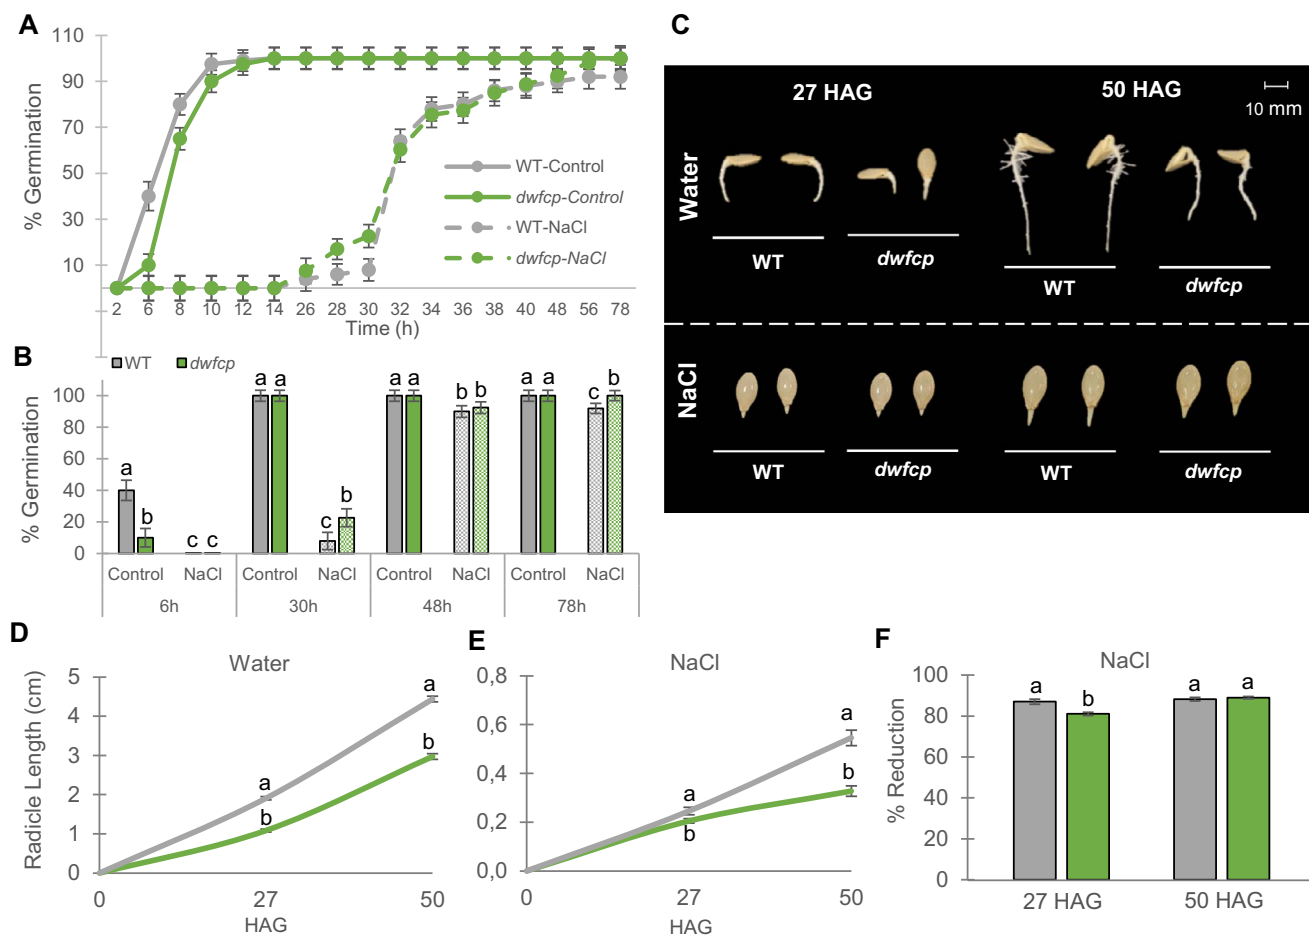 A
% Germination
110
90
70
50
30
10
WT-Control
dwfcp-Control
WT-NaCl
dwfcp-NaCl
2 6 8 10 12 14 26 28 30 32 34 36 38 40 48 56 78
Time (h)
B
WT dwfcp
% Germination
100
80
60
40
20
0
a b c c a a c b a a b b a a c b
Control NaCl Control NaCl Control NaCl Control NaCl
6h 30h 48h 78h
C
27 HAG 50 HAG
10 mm
Water
WT dwfcp WT dwfcp
NaCl
WT dwfcp WT dwfcp
D
Water
Radicle Length (cm)
5
4
3
2
1
0
a
b
a
b
0 27 50
HAG
E
NaCl
0,8
0,6
0,4
0,2
0,0
a
b
a
b
0 27 50
HAG
F
NaCl
% Reduction
100
80
60
40
20
0
a b a a
27 HAG 50 HAG